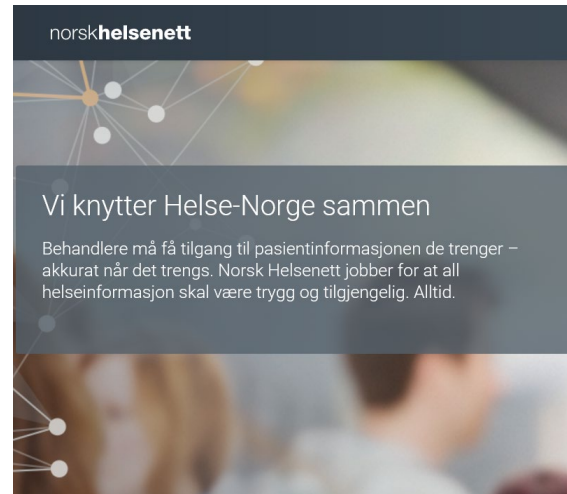 norskhelsenett
Vi knytter Helse-Norge sammen
Behandlere må få tilgang til pasientinformasjonen de trenger –
akkurat når det trengs. Norsk Helsenett jobber for at all
helseinformasjon skal være trygg og tilgjengelig. Alltid.